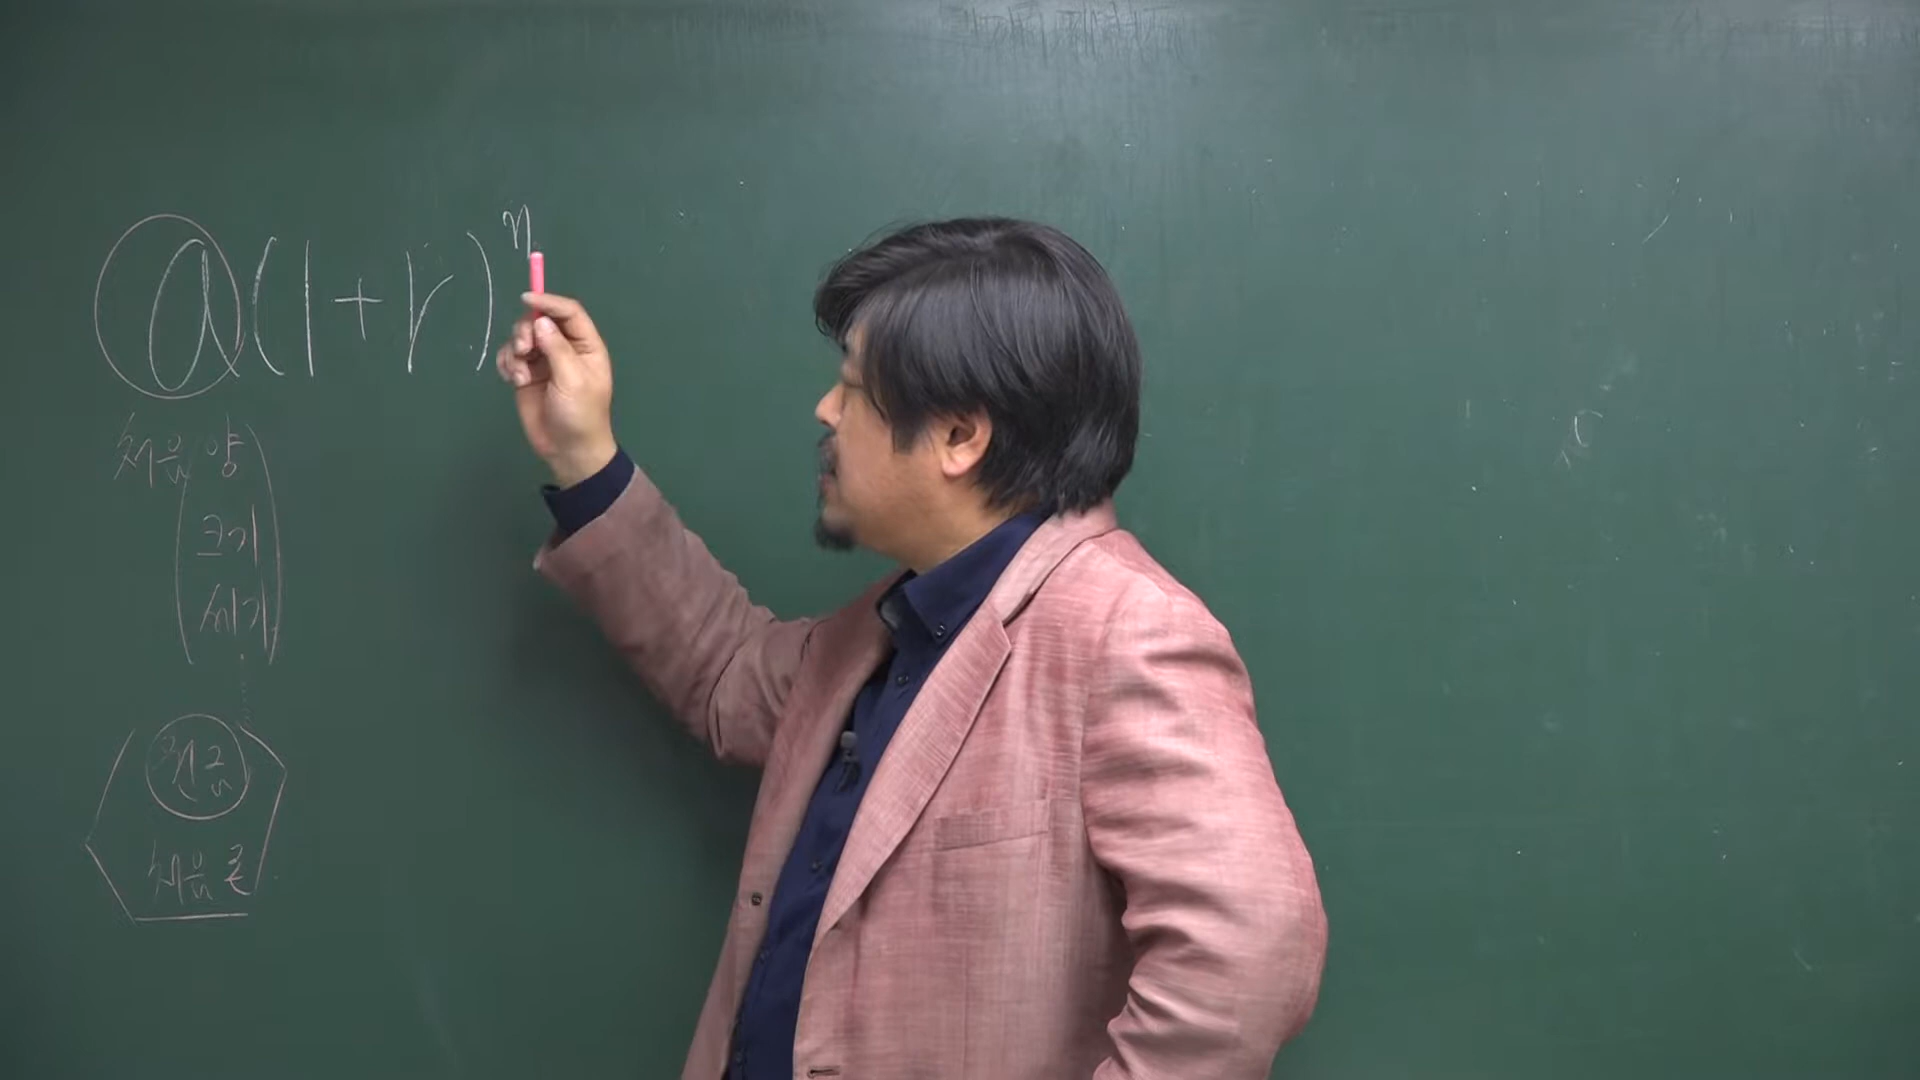 a(1+r)ⁿ
처음 양
크기
세기
원금
처음 돈